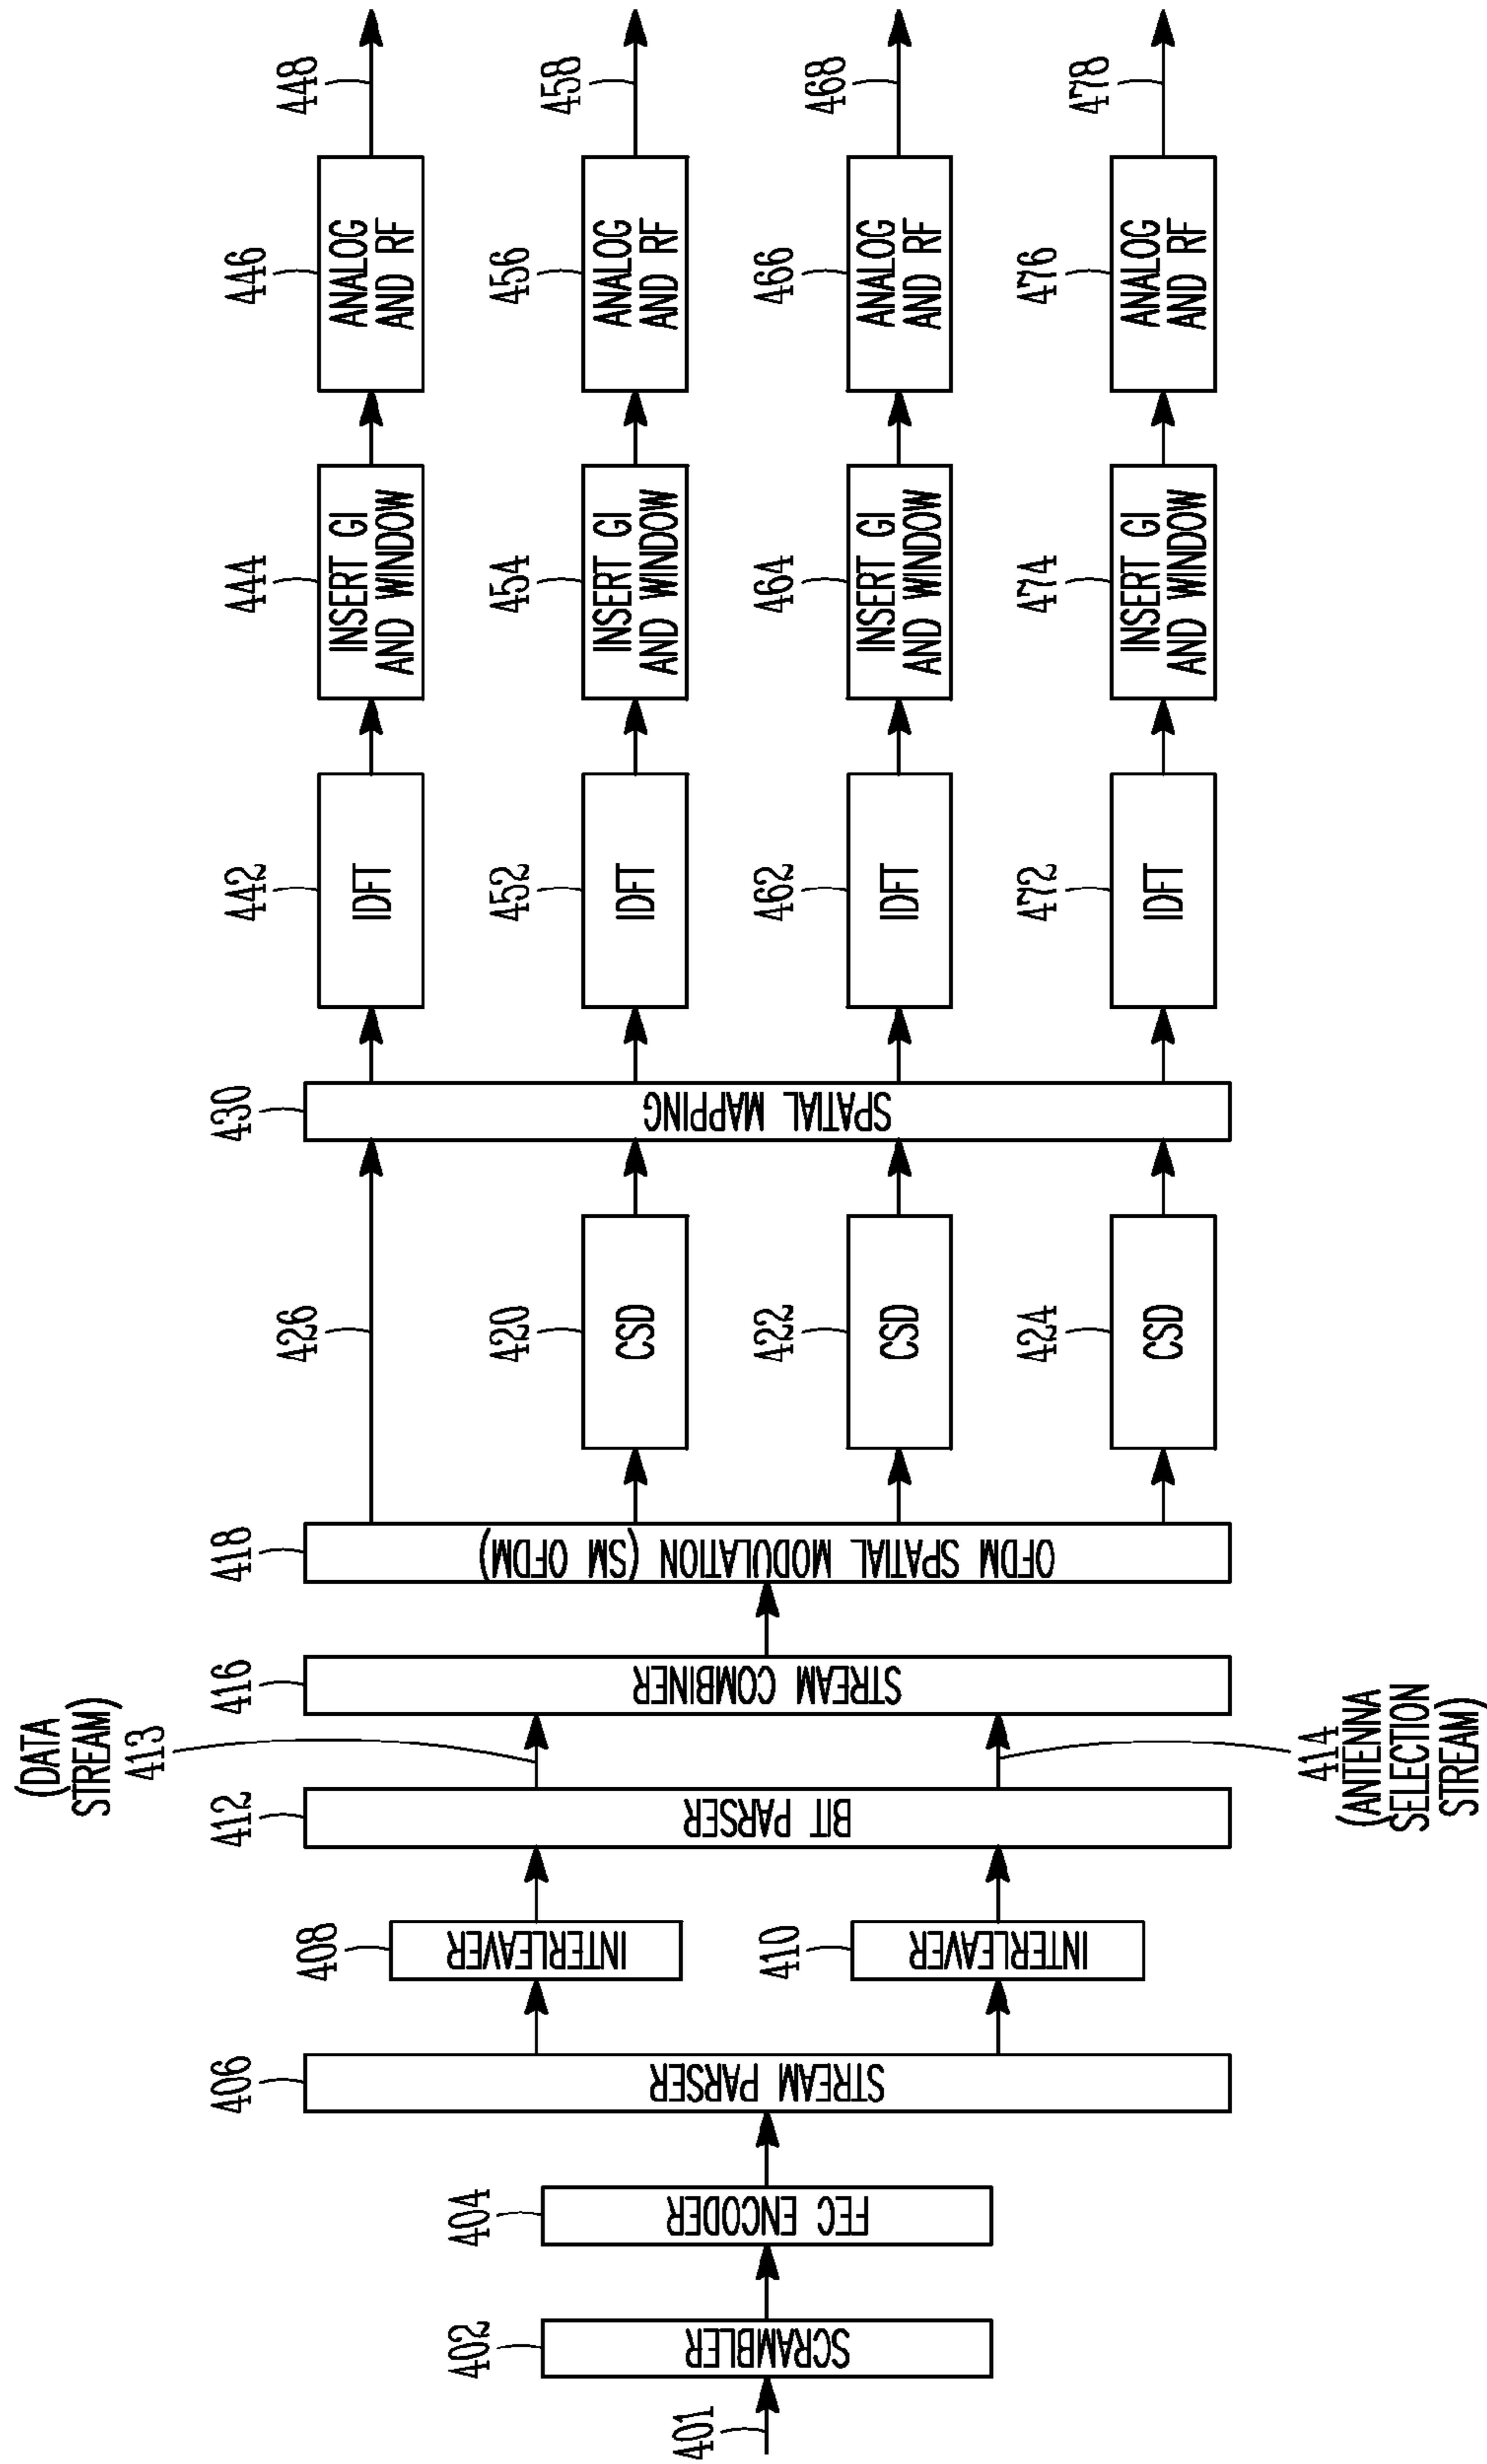 401
402
SCRAMBLER
404
FEC ENCODER
406
STREAM PARSER
408
INTERLEAVER
410
INTERLEAVER
412
BIT PARSER
(DATA
STREAM)
413
414
(ANTENNA
SELECTION
STREAM)
416
STREAM COMBINER
418
OFDM SPATIAL MODULATION (SM OFDM)
426
420
CSD
422
CSD
424
CSD
430
SPATIAL MAPPING
442
IDFT
444
INSERT GI
AND WINDOW
446
ANALOG
AND RF
448
452
IDFT
454
INSERT GI
AND WINDOW
456
ANALOG
AND RF
458
462
IDFT
464
INSERT GI
AND WINDOW
466
ANALOG
AND RF
468
472
IDFT
474
INSERT GI
AND WINDOW
476
ANALOG
AND RF
478